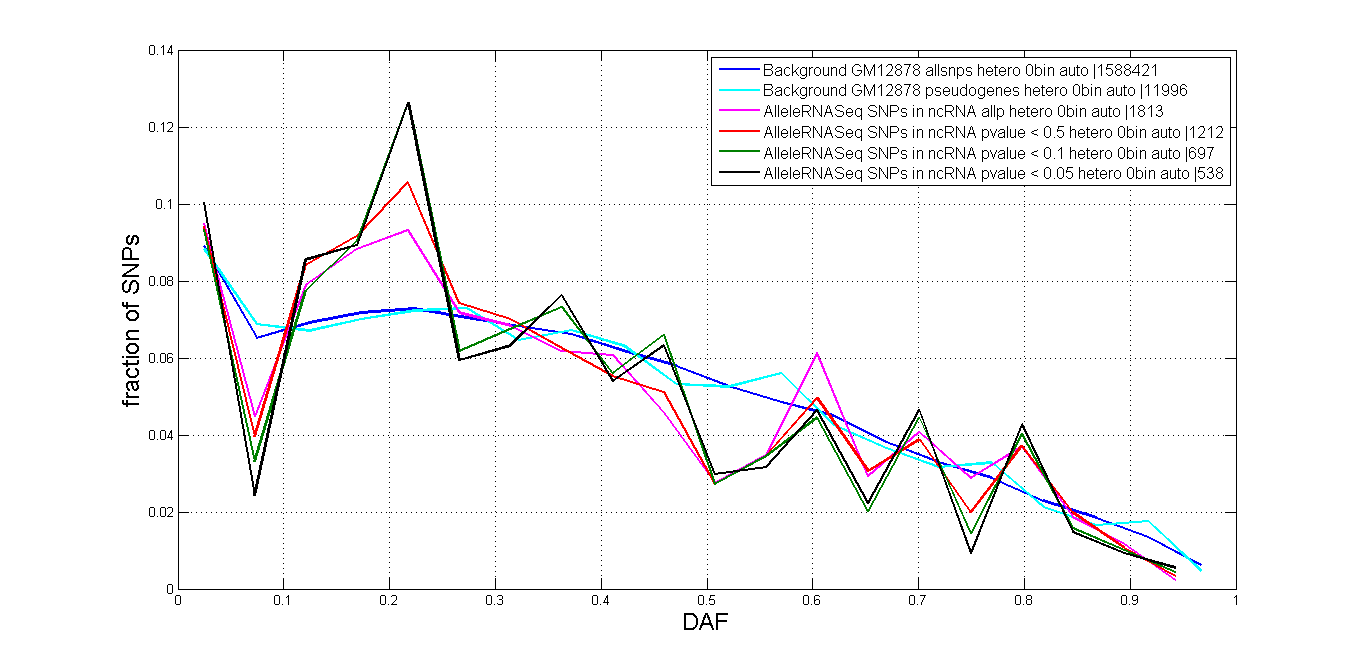 0.14
0.12
0.1
0.08
0.06
0.04
0.02
0
fraction of SNPs
Background GM12878 allsnps hetero 0bin auto |1588421
Background GM12878 pseudogenes hetero 0bin auto |11996
AlleleRNASeq SNPs in ncRNA allp hetero 0bin auto |1813
AlleleRNASeq SNPs in ncRNA pvalue < 0.5 hetero 0bin auto |1212
AlleleRNASeq SNPs in ncRNA pvalue < 0.1 hetero 0bin auto |697
AlleleRNASeq SNPs in ncRNA pvalue < 0.05 hetero 0bin auto |538
0 0.1 0.2 0.3 0.4 0.5 0.6 0.7 0.8 0.9 1
DAF